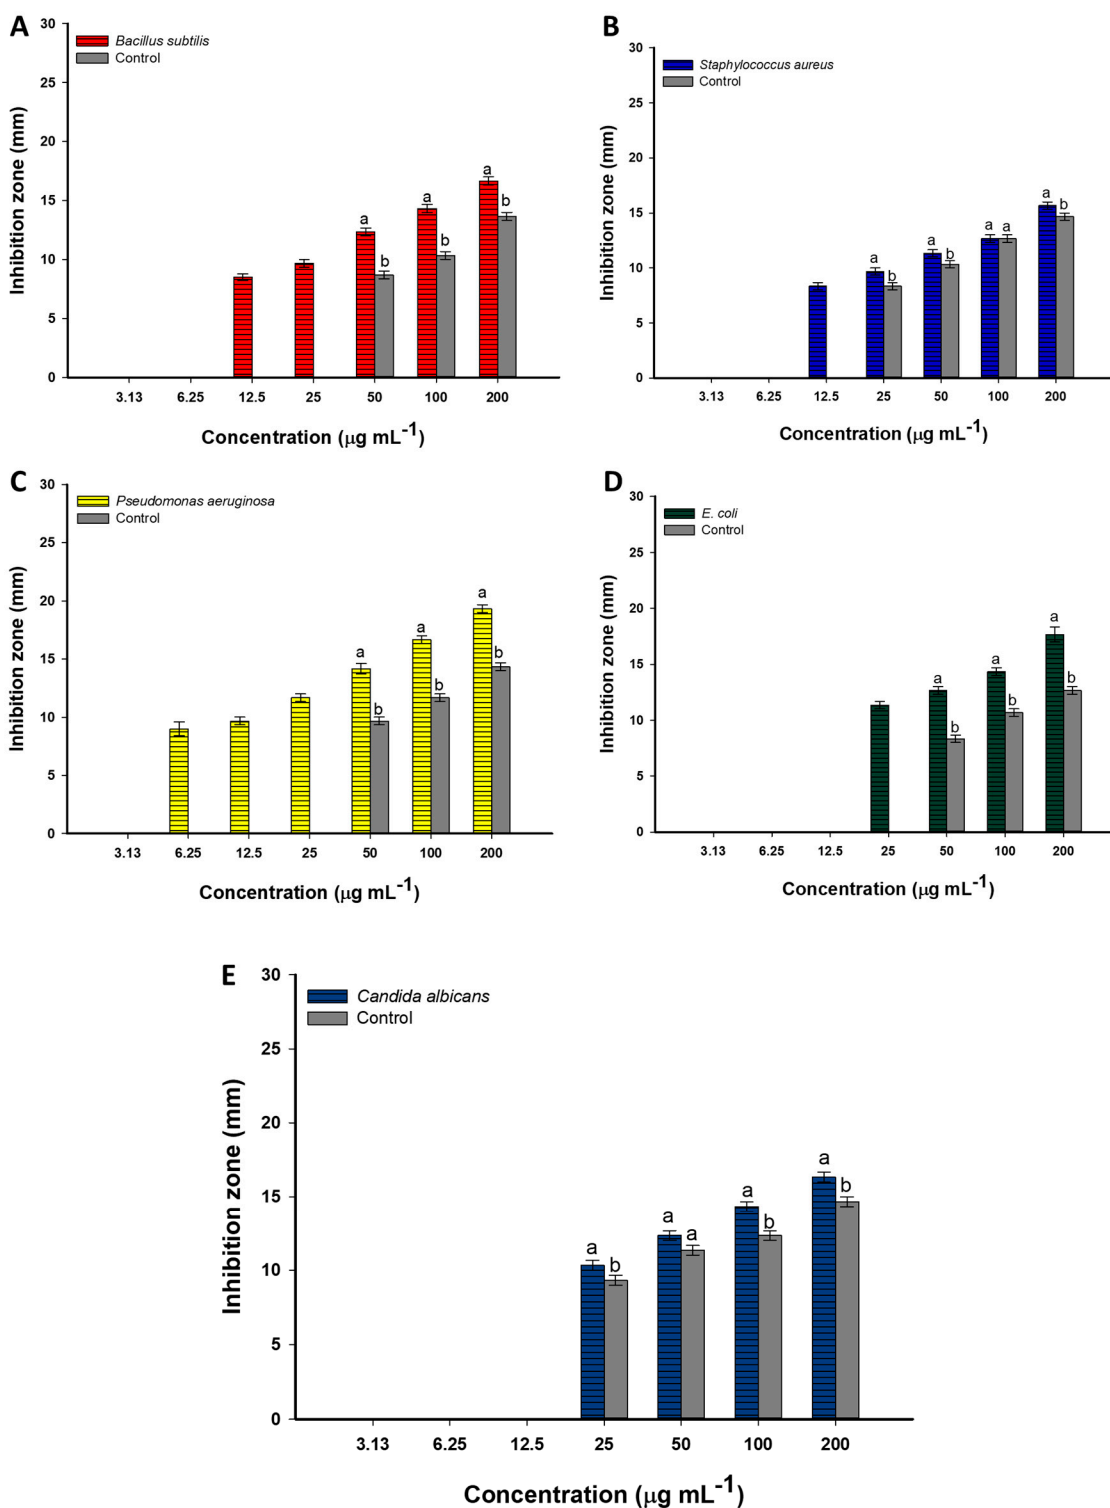 A
Bacillus subtilis
Control
30
25
20
15
10
5
0
Inhibition zone (mm)
a
a
a
b
b
b
3.13 6.25 12.5 25 50 100 200
Concentration (µg mL-1)
B
Staphylococcus aureus
Control
30
25
20
15
10
5
0
Inhibition zone (mm)
a
b
a a
a b
a b
3.13 6.25 12.5 25 50 100 200
Concentration (µg mL-1)
C
Pseudomonas aeruginosa
Control
30
25
20
15
10
5
0
Inhibition zone (mm)
a
a
a
b
b
b
3.13 6.25 12.5 25 50 100 200
Concentration (µg mL-1)
D
E. coli
Control
30
25
20
15
10
5
0
Inhibition zone (mm)
a
a
a
b
b
b
3.13 6.25 12.5 25 50 100 200
Concentration (µg mL-1)
E
Candida albicans
Control
30
25
20
15
10
5
0
Inhibition zone (mm)
a
b
a
b
a a
a b
3.13 6.25 12.5 25 50 100 200
Concentration (µg mL-1)